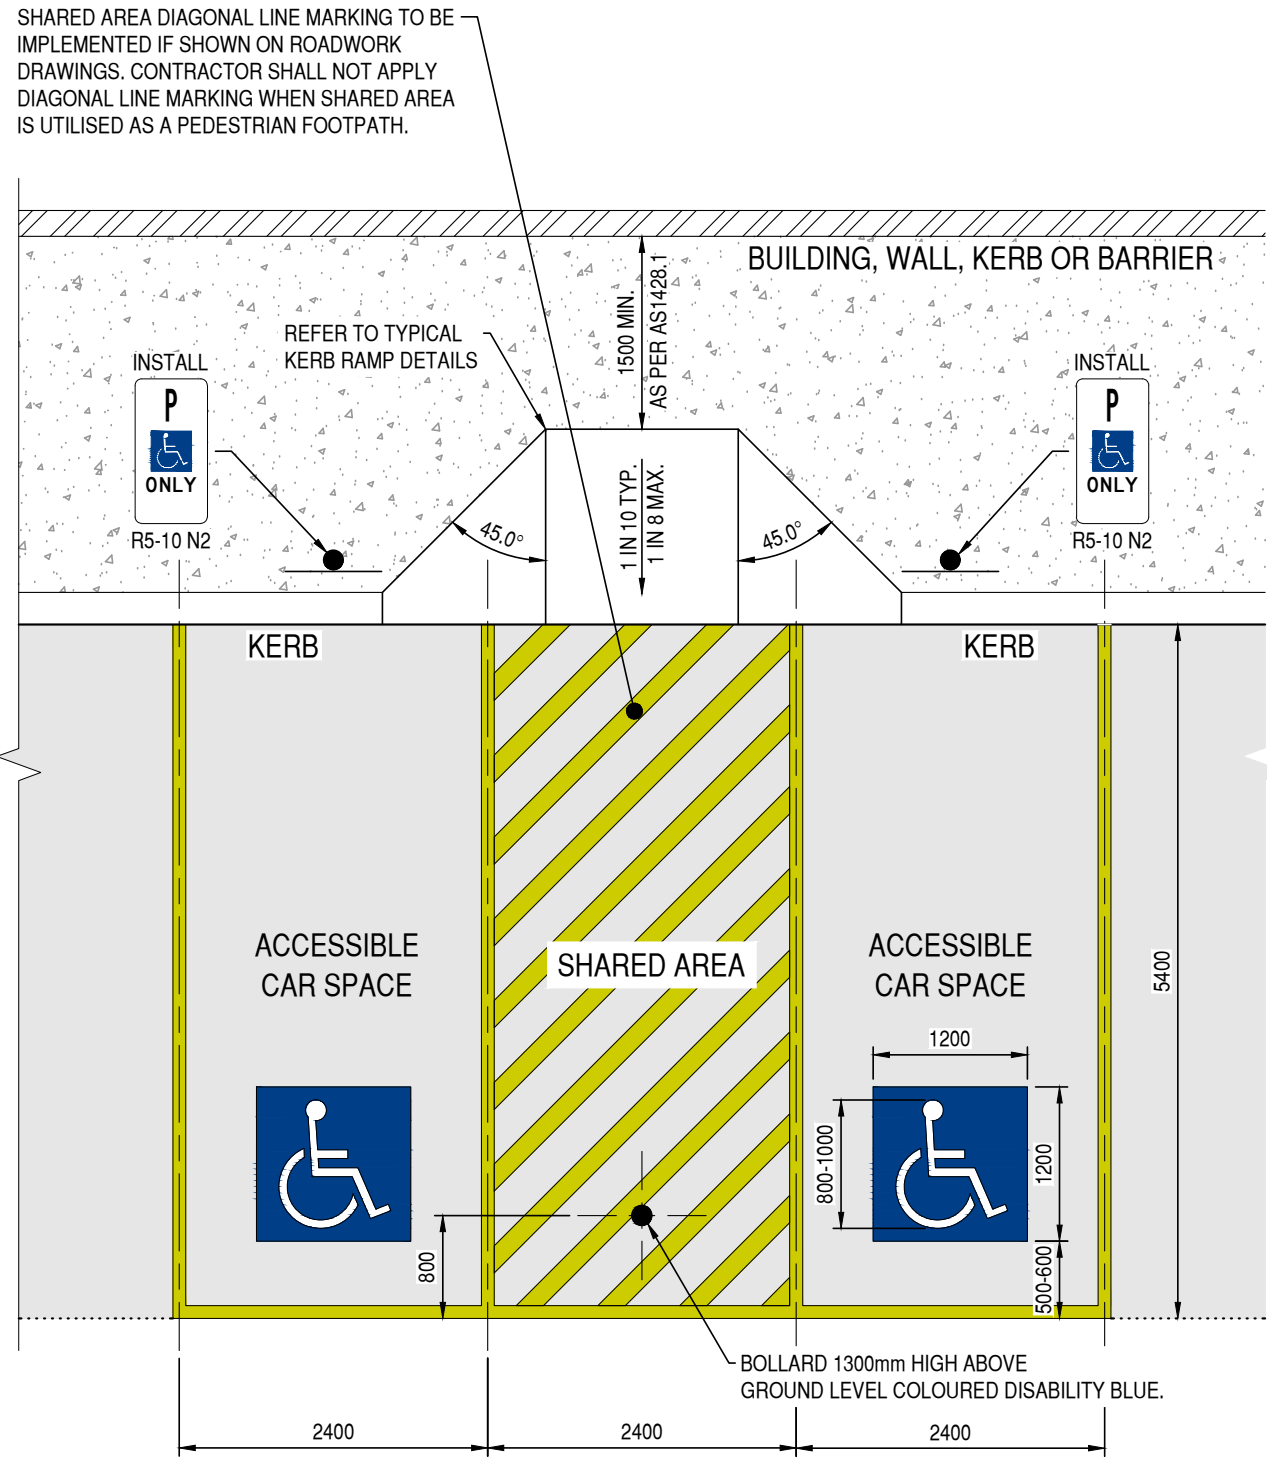 SHARED AREA DIAGONAL LINE MARKING TO BE
IMPLEMENTED IF SHOWN ON ROADWORK
DRAWINGS. CONTRACTOR SHALL NOT APPLY
DIAGONAL LINE MARKING WHEN SHARED AREA
IS UTILISED AS A PEDESTRIAN FOOTPATH.
BUILDING, WALL, KERB OR BARRIER
1500 MIN.
AS PER AS1428.1
REFER TO TYPICAL
KERB RAMP DETAILS
INSTALL
P
ONLY
R5-10 N2
INSTALL
P
ONLY
R5-10 N2
45.0°
1 IN 10 TYP.
1 IN 8 MAX.
45.0°
KERB
KERB
ACCESSIBLE
CAR SPACE
SHARED AREA
ACCESSIBLE
CAR SPACE
5400
1200
800-1000
1200
500-600
800
BOLLARD 1300mm HIGH ABOVE
GROUND LEVEL COLOURED DISABILITY BLUE.
2400
2400
2400